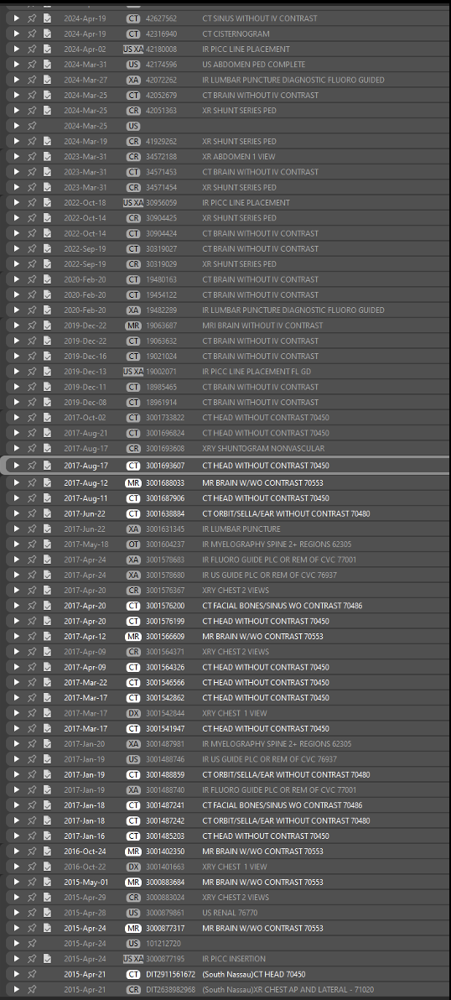 2024-Apr-19 CT 42627562 CT SINUS WITHOUT IV CONTRAST
2024-Apr-19 CT 42316940 CT CISTERNOGRAM
2024-Apr-02 US XA 42180008 IR PICC LINE PLACEMENT
2024-Mar-31 US 42174596 US ABDOMEN PED COMPLETE
2024-Mar-27 XA 42072262 IR LUMBAR PUNCTURE DIAGNOSTIC FLUORO GUIDED
2024-Mar-25 CT 42052679 CT BRAIN WITHOUT IV CONTRAST
2024-Mar-25 CR 42051363 XR SHUNT SERIES PED
2024-Mar-25 US
2024-Mar-19 CR 41929262 XR SHUNT SERIES PED
2023-Mar-31 CR 34572188 XR ABDOMEN 1 VIEW
2023-Mar-31 CT 34571453 CT BRAIN WITHOUT IV CONTRAST
2023-Mar-31 CR 34571454 XR SHUNT SERIES PED
2022-Oct-18 US XA 30956059 IR PICC LINE PLACEMENT
2022-Oct-14 CR 30904425 XR SHUNT SERIES PED
2022-Oct-14 CT 30904424 CT BRAIN WITHOUT IV CONTRAST
2022-Sep-19 CT 30319027 CT BRAIN WITHOUT IV CONTRAST
2022-Sep-19 CR 30319029 XR SHUNT SERIES PED
2020-Feb-20 CT 19480163 CT BRAIN WITHOUT IV CONTRAST
2020-Feb-20 CT 19454122 CT BRAIN WITHOUT IV CONTRAST
2020-Feb-20 XA 19482289 IR LUMBAR PUNCTURE DIAGNOSTIC FLUORO GUIDED
2019-Dec-22 MR 19063687 MRI BRAIN WITHOUT IV CONTRAST
2019-Dec-22 CT 19063632 CT BRAIN WITHOUT IV CONTRAST
2019-Dec-16 CT 19021024 CT BRAIN WITHOUT IV CONTRAST
2019-Dec-13 US XA 19002071 IR PICC LINE PLACEMENT FL GD
2019-Dec-11 CT 18985465 CT BRAIN WITHOUT IV CONTRAST
2019-Dec-08 CT 18961914 CT BRAIN WITHOUT IV CONTRAST
2017-Oct-02 CT 3001733822 CT HEAD WITHOUT CONTRAST 70450
2017-Aug-21 CT 3001696824 CT HEAD WITHOUT CONTRAST 70450
2017-Aug-17 CR 3001693608 XRY SHUNTOGRAM NONVASCULAR
2017-Aug-17 CT 3001693607 CT HEAD WITHOUT CONTRAST 70450
2017-Aug-12 MR 3001688033 MR BRAIN W/WO CONTRAST 70553
2017-Aug-11 CT 3001687906 CT HEAD WITHOUT CONTRAST 70450
2017-Jun-22 CT 3001638884 CT ORBIT/SELLA/EAR WITHOUT CONTRAST 70480
2017-Jun-22 XA 3001631345 IR LUMBAR PUNCTURE
2017-May-18 OT 3001604237 IR MYELOGRAPHY SPINE 2+ REGIONS 62305
2017-Apr-24 XA 3001578683 IR FLUORO GUIDE PLC OR REM OF CVC 77001
2017-Apr-24 XA 3001578680 IR US GUIDE PLC OR REM OF CVC 76937
2017-Apr-20 CR 3001576367 XRY CHEST 2 VIEWS
2017-Apr-20 CT 3001576200 CT FACIAL BONES/SINUS WO CONTRAST 70486
2017-Apr-20 CT 3001576199 CT HEAD WITHOUT CONTRAST 70450
2017-Apr-12 MR 3001566609 MR BRAIN W/WO CONTRAST 70553
2017-Apr-09 CR 3001564371 XRY CHEST 2 VIEWS
2017-Apr-09 CT 3001564326 CT HEAD WITHOUT CONTRAST 70450
2017-Mar-22 CT 3001546566 CT HEAD WITHOUT CONTRAST 70450
2017-Mar-17 CT 3001542862 CT HEAD WITHOUT CONTRAST 70450
2017-Mar-17 DX 3001542844 XRY CHEST 1 VIEW
2017-Mar-17 CT 3001541947 CT HEAD WITHOUT CONTRAST 70450
2017-Jan-20 XA 3001487981 IR MYELOGRAPHY SPINE 2+ REGIONS 62305
2017-Jan-19 US 3001488746 IR US GUIDE PLC OR REM OF CVC 76937
2017-Jan-19 CT 3001488859 CT ORBIT/SELLA/EAR WITHOUT CONTRAST 70480
2017-Jan-19 XA 3001488740 IR FLUORO GUIDE PLC OR REM OF CVC 77001
2017-Jan-18 CT 3001487241 CT FACIAL BONES/SINUS WO CONTRAST 70486
2017-Jan-18 CT 3001487242 CT ORBIT/SELLA/EAR WITHOUT CONTRAST 70480
2017-Jan-16 CT 3001485203 CT HEAD WITHOUT CONTRAST 70450
2016-Oct-24 MR 3001402350 MR BRAIN W/WO CONTRAST 70553
2016-Oct-22 DX 3001401663 XRY CHEST 1 VIEW
2015-May-01 MR 3000883684 MR BRAIN W/WO CONTRAST 70553
2015-Apr-29 CR 3000883024 XRY CHEST 2 VIEWS
2015-Apr-28 US 3000879861 US RENAL 76770
2015-Apr-24 MR 3000877317 MR BRAIN W/WO CONTRAST 70553
2015-Apr-24 US 101212720
2015-Apr-24 US XA 3000877195 IR PICC INSERTION
2015-Apr-21 CT DIT2911561672 (South Nassau)CT HEAD 70450
2015-Apr-21 CR DIT2638982968 (South Nassau)XR CHEST AP AND LATERAL - 71020